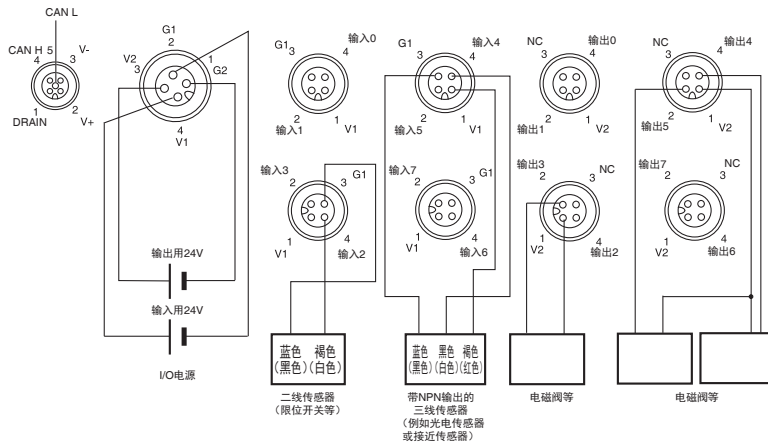 CAN L
CAN H 5 V-
4 3
1 2
DRAIN V+
G1
2
V2 1
3 G2
4
V1
输出用24V
输入用24V
I/O电源
G1 输入0
3 4
2 1
输入1 V1
输入3
2 3 G1
1 4
V1 输入2
蓝色 褐色
(黑色)(白色)
二线传感器
(限位开关等)
G1 输入4
3 4
2 1
输入5 V1
输入7
2 3 G1
1 4
V1 输入6
蓝色 黑色 褐色
(黑色)(白色)(红色)
带NPN输出的
三线传感器
(例如光电传感器
或接近传感器)
NC 输出0
3 4
2 1
输出1 V2
输出3 NC
2 3
1 4
V2 输出2
电磁阀等
NC 输出4
3 4
2 1
输出5 V2
输出7 NC
2 3
1 4
V2 输出6
电磁阀等